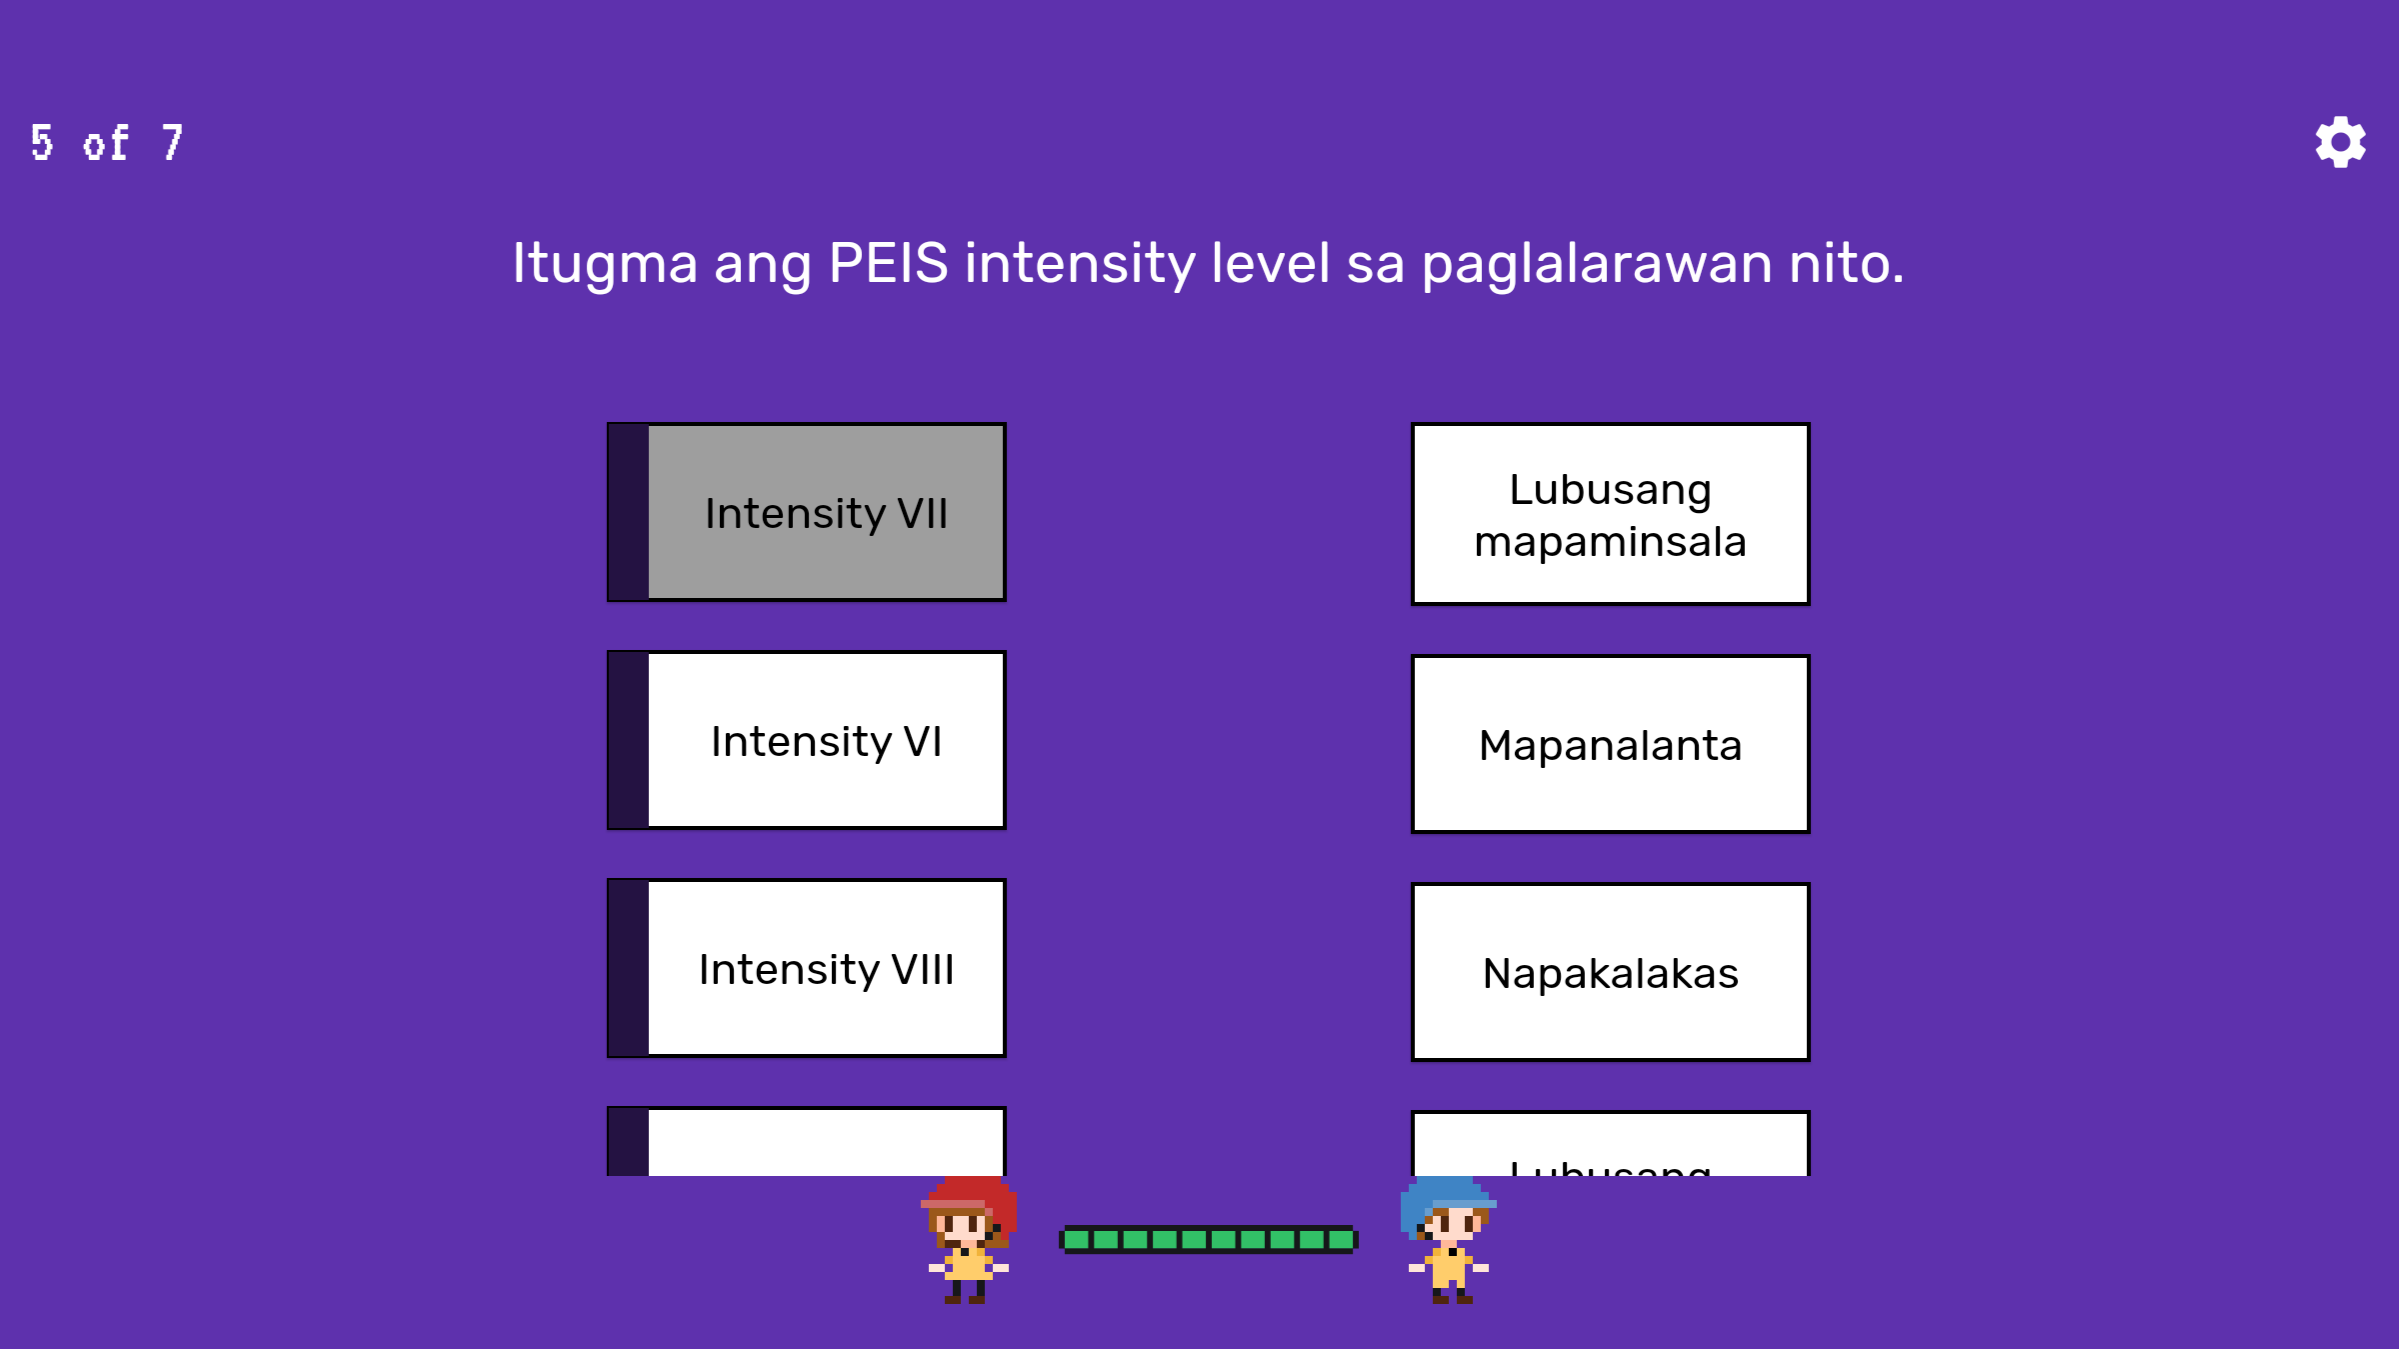 5 of 7
Itugma ang PEIS intensity level sa paglalarawan nito.
Intensity VII
Lubusang
mapaminsala
Intensity VI
Mapanalanta
Intensity VIII
Napakalakas
Lubusang